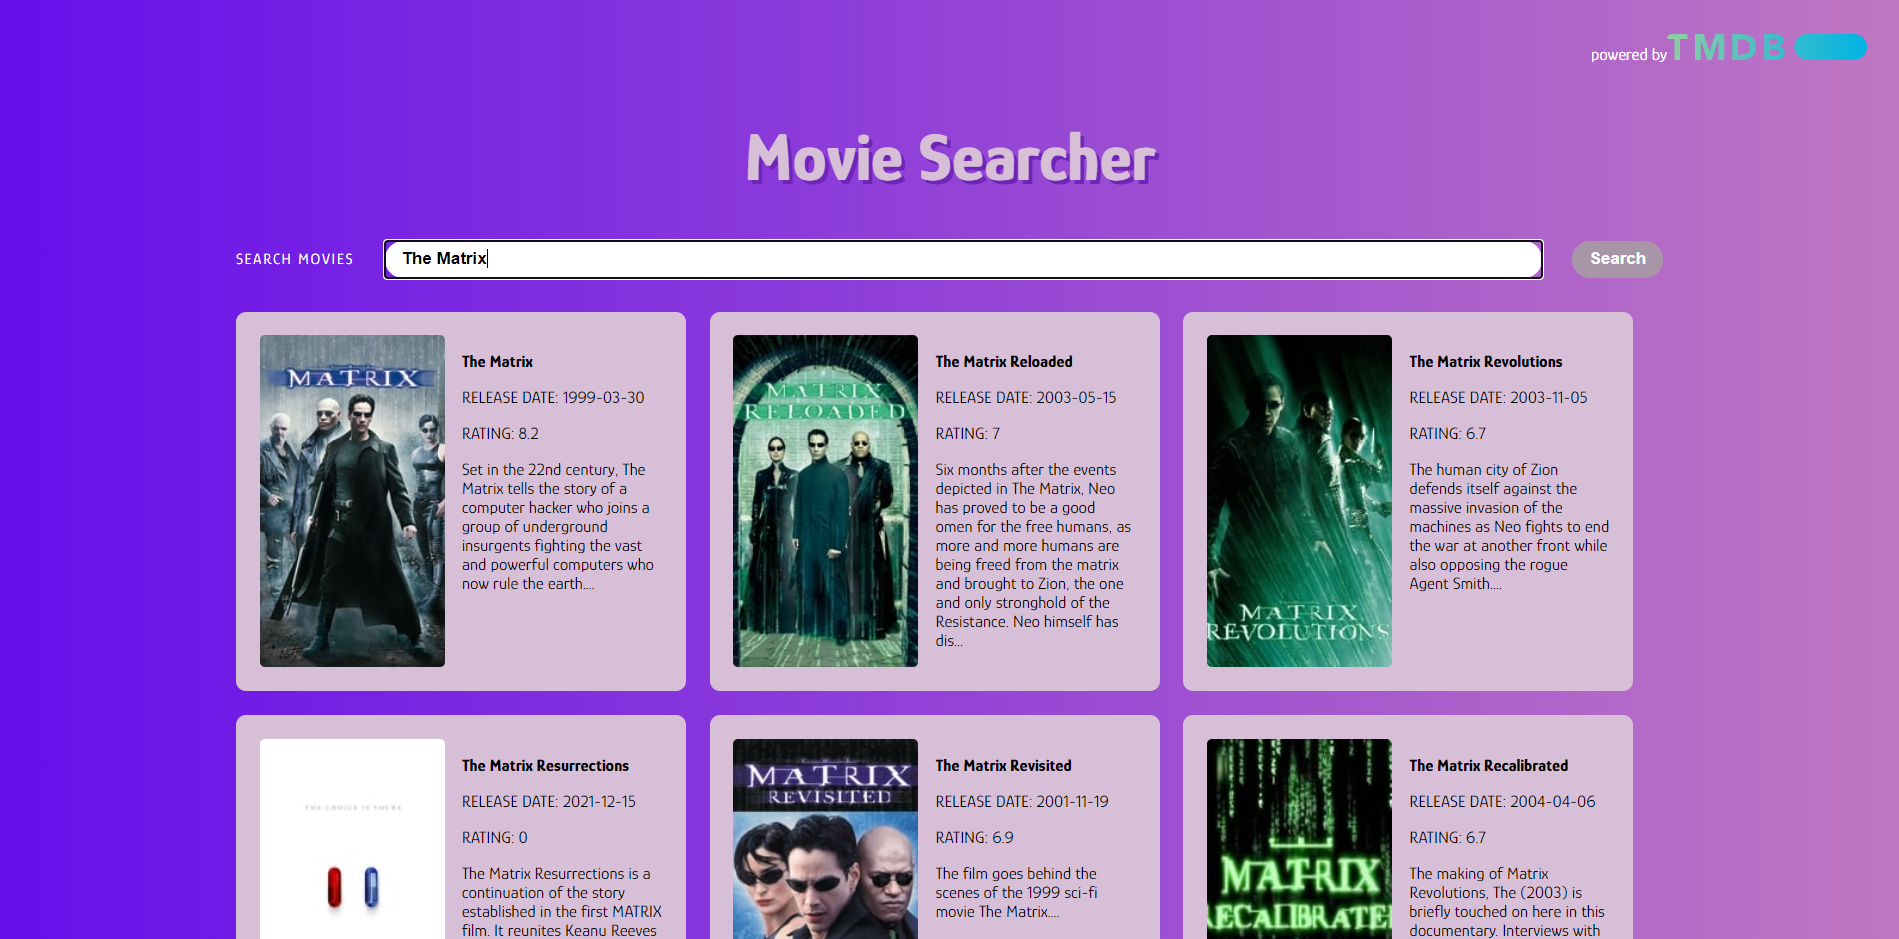 powered by TMDB
Movie Searcher
SEARCH MOVIES
The Matrix
Search
MATRIX
The Matrix
RELEASE DATE: 1999-03-30
RATING: 8.2
Set in the 22nd century, The
Matrix tells the story of a
computer hacker who joins a
group of underground
insurgents fighting the vast
and powerful computers who
now rule the earth....
MATRIX
RELOADED
The Matrix Reloaded
RELEASE DATE: 2003-05-15
RATING: 7
Six months after the events
depicted in The Matrix, Neo
has proved to be a good
omen for the free humans, as
more and more humans are
being freed from the matrix
and brought to Zion, the one
and only stronghold of the
Resistance. Neo himself has
dis...
MATRIX
REVOLUTIONS
The Matrix Revolutions
RELEASE DATE: 2003-11-05
RATING: 6.7
The human city of Zion
defends itself against the
massive invasion of the
machines as Neo fights to end
the war at another front while
also opposing the rogue
Agent Smith....
THE CHOICE IS YOURS
The Matrix Resurrections
RELEASE DATE: 2021-12-15
RATING: 0
The Matrix Resurrections is a
continuation of the story
established in the first MATRIX
film. It reunites Keanu Reeves
MATRIX
REVISITED
The Matrix Revisited
RELEASE DATE: 2001-11-19
RATING: 6.9
The film goes behind the
scenes of the 1999 sci-fi
movie The Matrix....
MATRIX
RECALIBRATED
The Matrix Recalibrated
RELEASE DATE: 2004-04-06
RATING: 6.7
The making of Matrix
Revolutions, The (2003) is
briefly touched on here in this
documentary. Interviews with